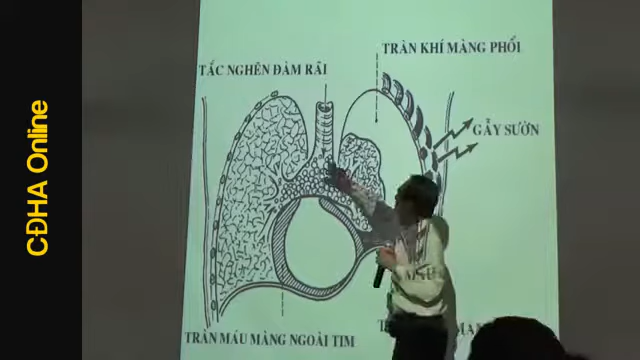 CĐHA Online
TRÀN KHÍ MÀNG PHỔI
TẮC NGHẼN ĐÀM RÃI
GẪY SƯỜN
TRÀN MÁU MÀNG NGOÀI TIM